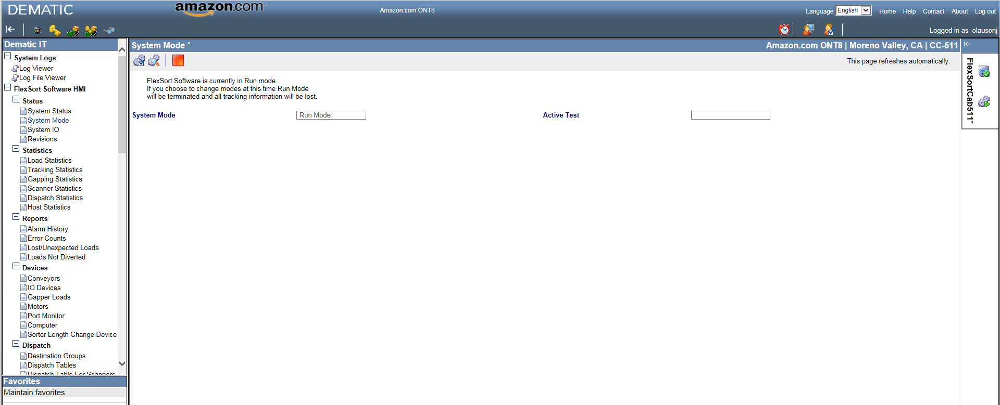 DEMATIC
amazon.com
Amazon.com ONT8
Language English Home Help Contact About Log out
Logged in as olausonj
Dematic IT
System Logs
Log Viewer
Log File Viewer
FlexSort Software HMI
Status
System Status
System Mode
System IO
Revisions
Statistics
Load Statistics
Tracking Statistics
Gapping Statistics
Scanner Statistics
Dispatch Statistics
Host Statistics
Reports
Alarm History
Error Counts
Lost/Unexpected Loads
Loads Not Diverted
Devices
Conveyors
IO Devices
Gapper Loads
Motors
Port Monitor
Computer
Sorter Length Change Device
Dispatch
Destination Groups
Dispatch Tables
Dispatch Table For Scanners
Favorites
Maintain favorites
System Mode *
Amazon.com ONT8 | Moreno Valley, CA | CC-511
This page refreshes automatically.
FlexSort Software is currently in Run mode.
If you choose to change modes at this time Run Mode
will be terminated and all tracking information will be lost.
System Mode Run Mode Active Test
FlexSortCab511*